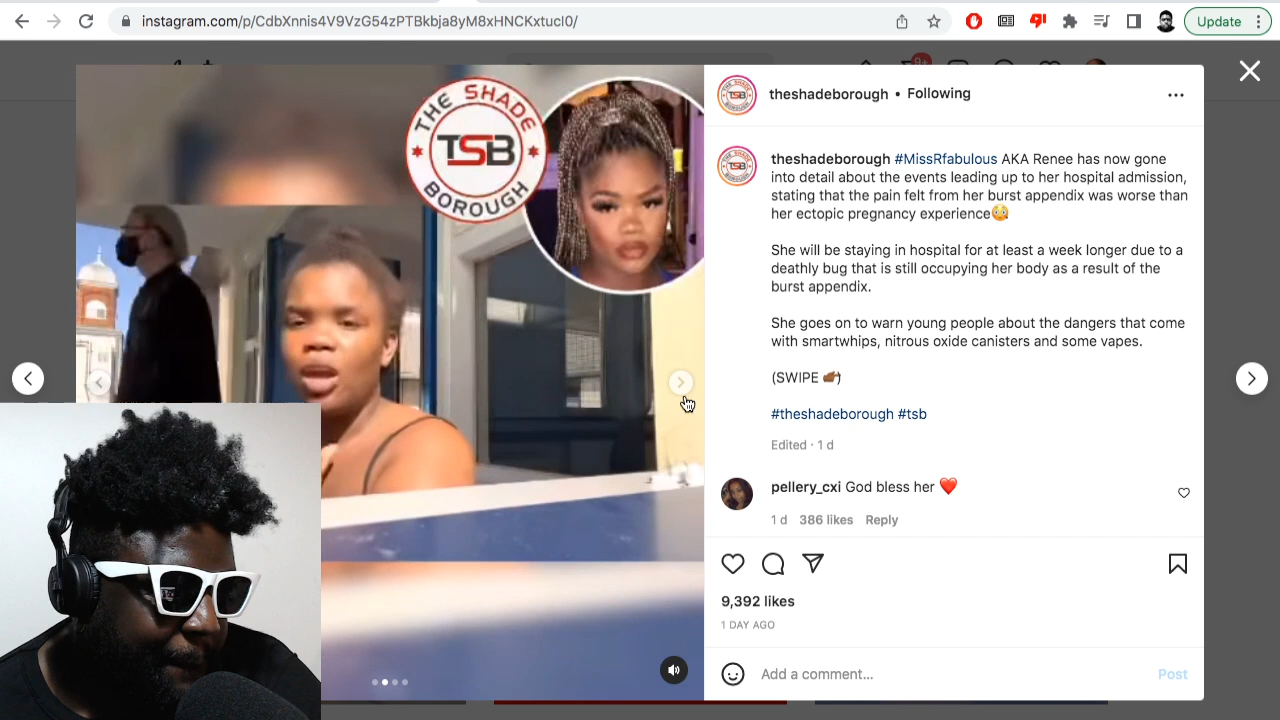 instagram.com/p/CdbXnnis4V9VzG54zPTBkbja8yM8xHNCKXtucI0/
Update
THE SHADE
TSB
BOROUGH
theshadeborough • Following
theshadeborough #MissRfabulous AKA Renee has now gone
into detail about the events leading up to her hospital admission,
stating that the pain felt from her burst appendix was worse than
her ectopic pregnancy experience😳
She will be staying in hospital for at least a week longer due to a
deathly bug that is still occupying her body as a result of the
burst appendix.
She goes on to warn young people about the dangers that come
with smartwhips, nitrous oxide canisters and some vapes.
(SWIPE 👉🏾)
#theshadeborough #tsb
Edited · 1 d
pellery_cxi God bless her ❤️
1 d 386 likes Reply
9,392 likes
1 DAY AGO
Add a comment...
Post